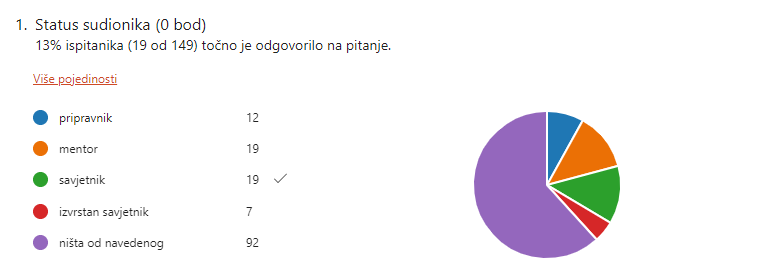 1. Status sudionika (0 bod)
13% ispitanika (19 od 149) točno je odgovorilo na pitanje.
Više pojedinosti
pripravnik 12
mentor 19
savjetnik 19
izvrstan savjetnik 7
ništa od navedenog 92